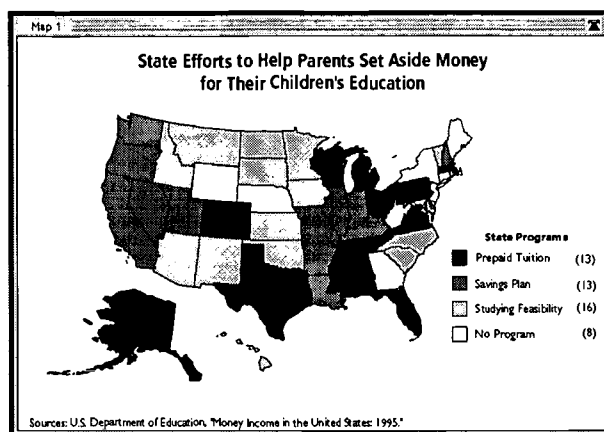 Map 1
State Efforts to Help Parents Set Aside Money
for Their Children's Education
State Programs
Prepaid Tuition (13)
Savings Plan (13)
Studying Feasibility (16)
No Program (8)
Sources: U.S. Department of Education, "Money Income in the United States: 1995."